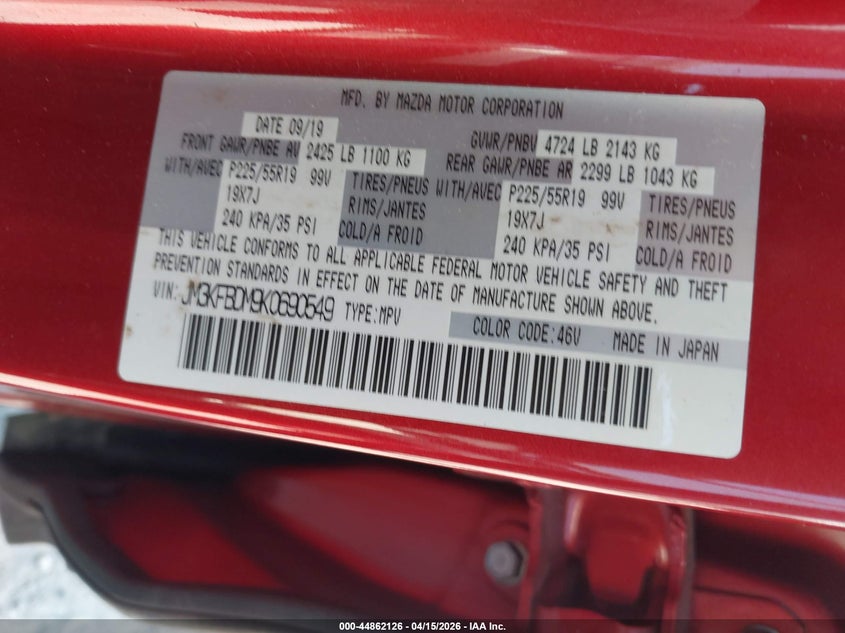 MFD. BY MAZDA MOTOR CORPORATION
DATE 09/19 GVWR/PNBV 4724 LB 2143 KG
FRONT GAWR/PNBE AV 2425 LB 1100 KG REAR GAWR/PNBE AR 2299 LB 1043 KG
WITH/AVEC P225/55R19 99V TIRES/PNEUS WITH/AVEC P225/55R19 99V TIRES/PNEUS
19X7J RIMS/JANTES 19X7J RIMS/JANTES
240 KPA/35 PSI COLD/A FROID 240 KPA/35 PSI COLD/A FROID
THIS VEHICLE CONFORMS TO ALL APPLICABLE FEDERAL MOTOR VEHICLE SAFETY AND THEFT
PREVENTION STANDARDS IN EFFECT ON THE DATE OF MANUFACTURE SHOWN ABOVE.
VIN: JM3KFBDM9K0690549 TYPE:MPV
COLOR CODE:46V MADE IN JAPAN
000-44862126 - 04/15/2026 - IAA Inc.